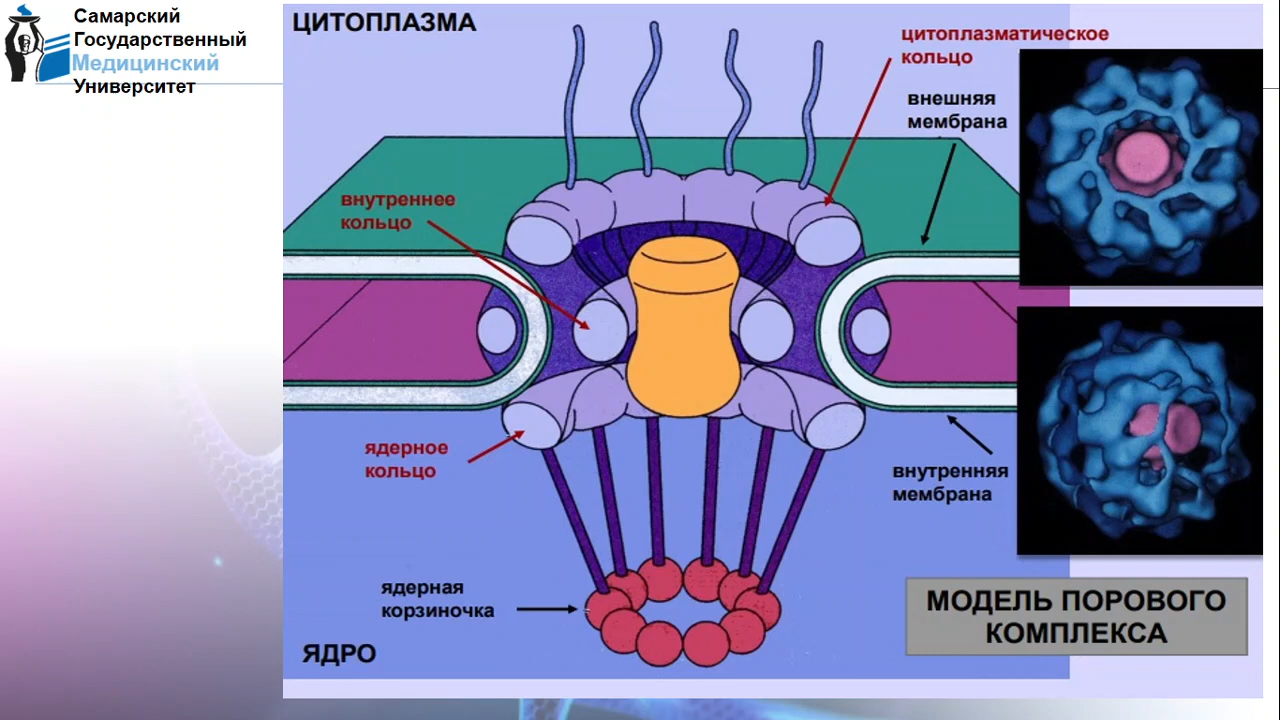 Самарский
Государственный
Медицинский
Университет
ЦИТОПЛАЗМА
цитоплазматическое
кольцо
внешняя
мембрана
внутреннее
кольцо
ядерное
кольцо
внутренняя
мембрана
ядерная
корзиночка
МОДЕЛЬ ПОРОВОГО
КОМПЛЕКСА
ЯДРО